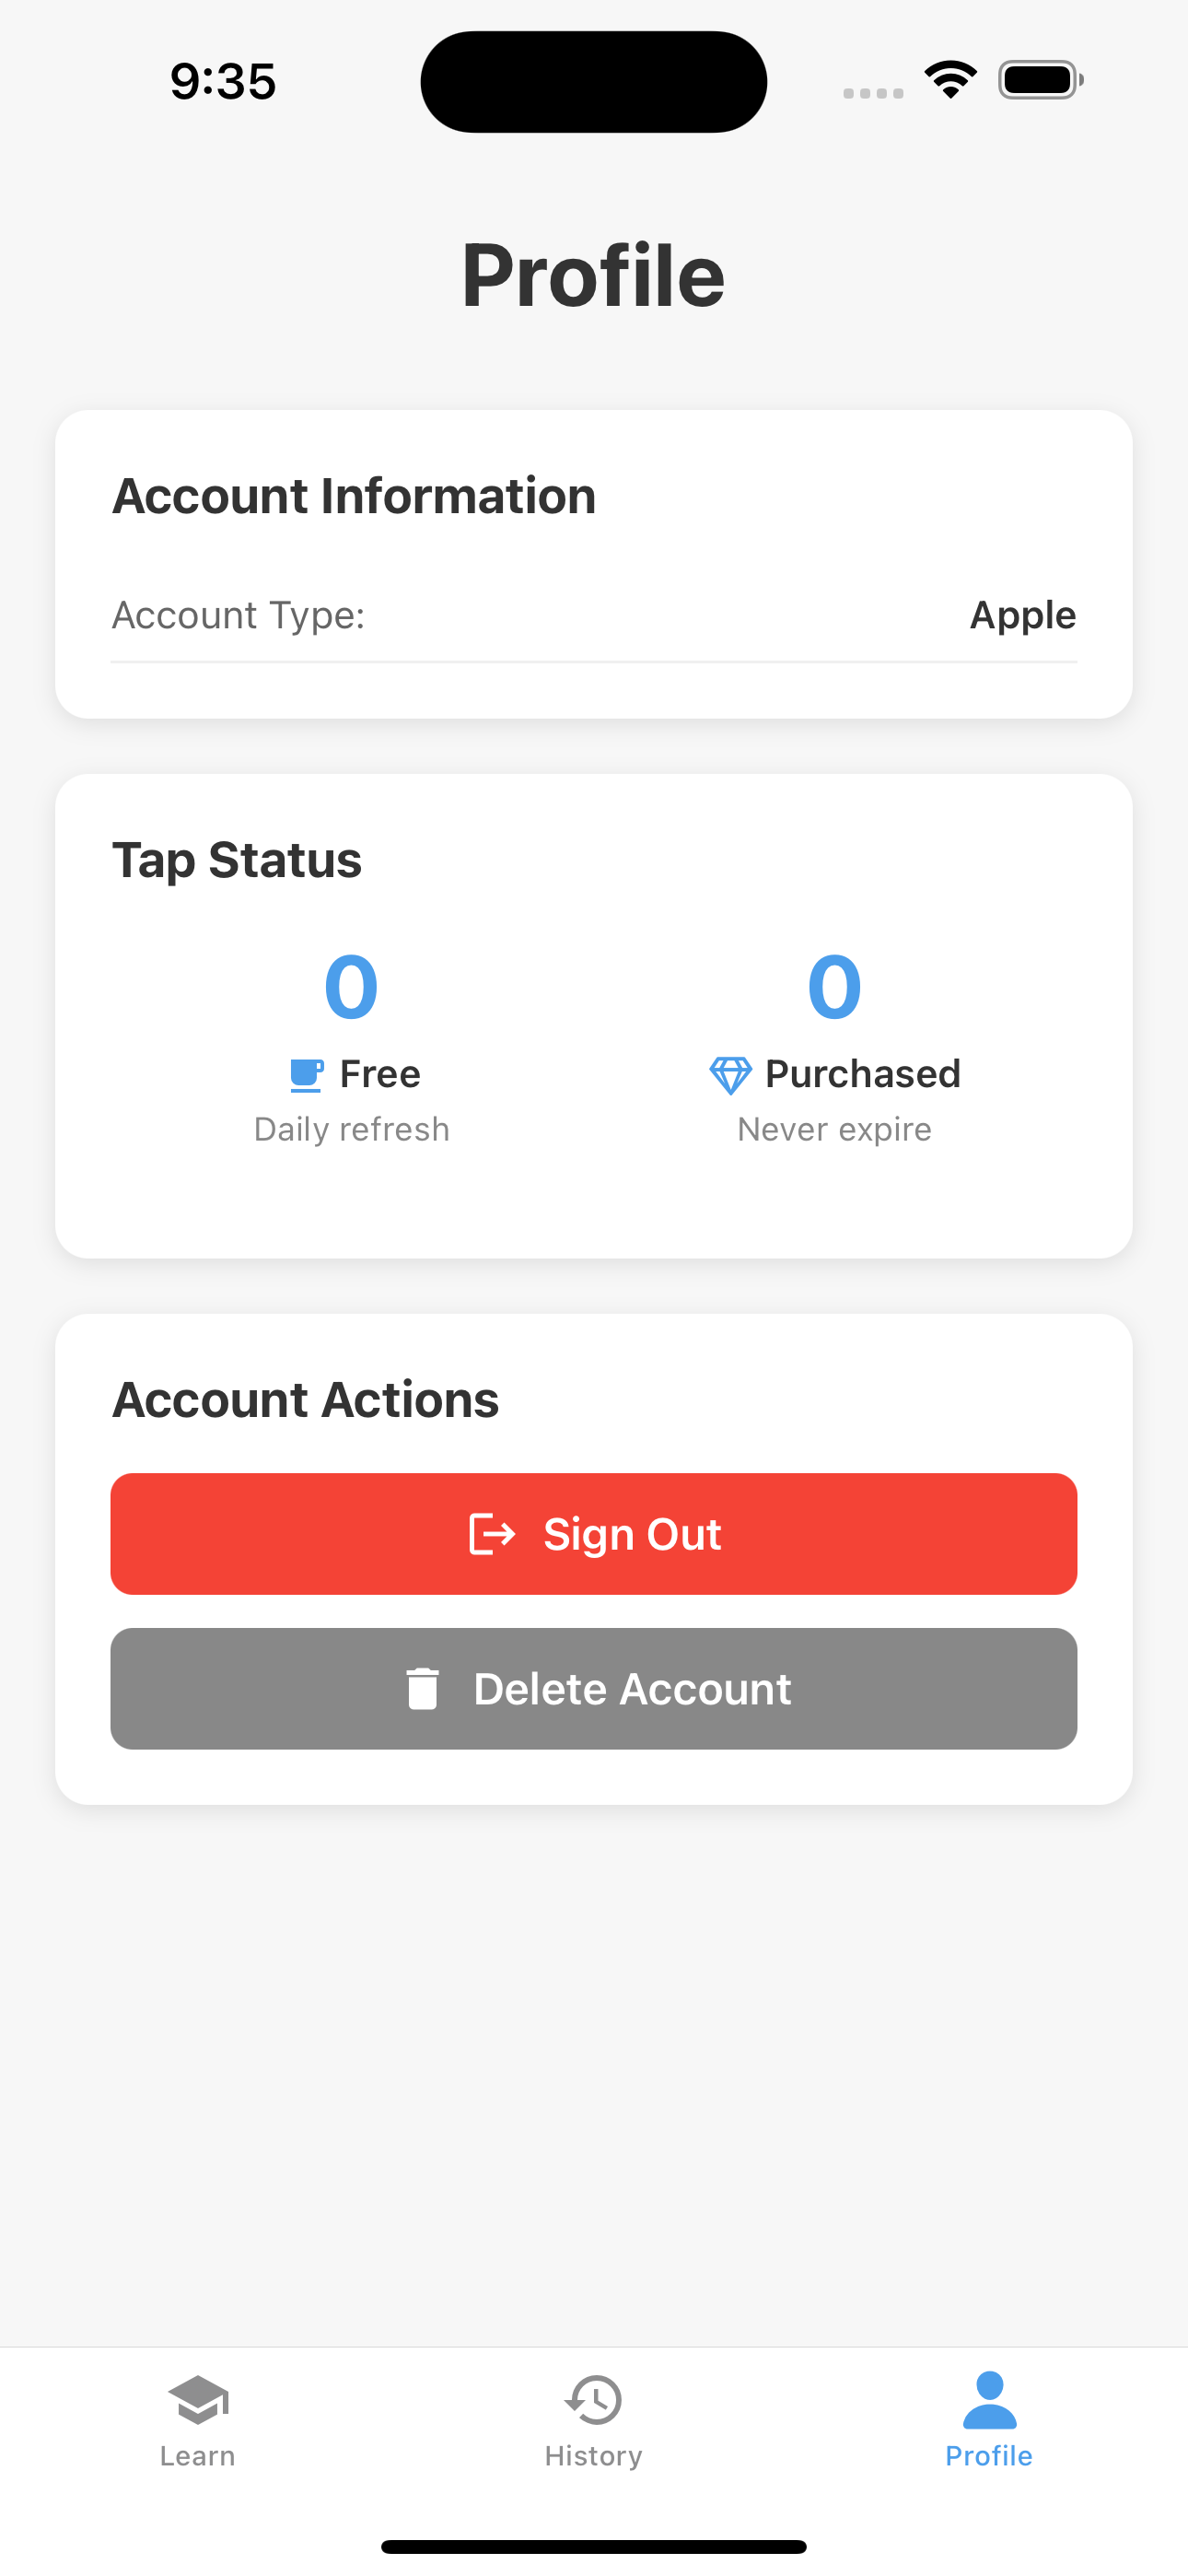 9:35
Profile
Account Information
Account Type: Apple
Tap Status
0 0
Free Purchased
Daily refresh Never expire
Account Actions
Sign Out
Delete Account
Learn History Profile